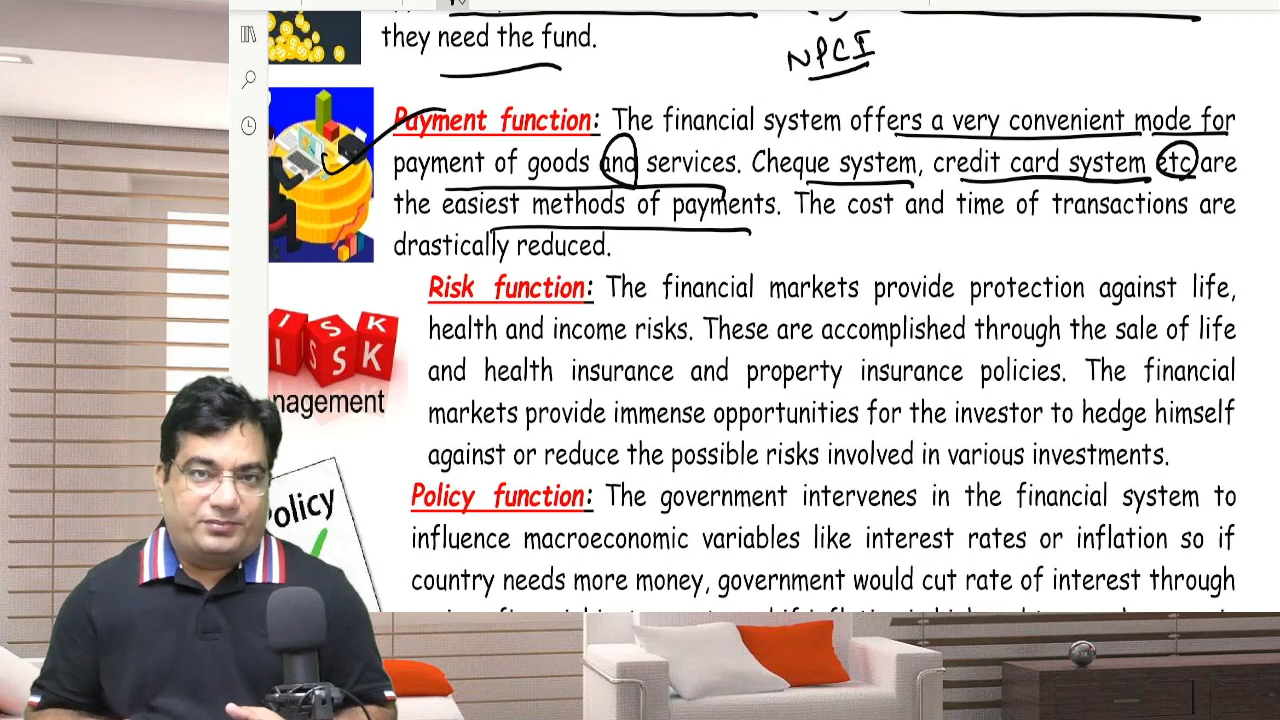 they need the fund.
NPCI
Payment function: The financial system offers a very convenient mode for
payment of goods and services. Cheque system, credit card system etc are
the easiest methods of payments. The cost and time of transactions are
drastically reduced.
Risk function: The financial markets provide protection against life,
health and income risks. These are accomplished through the sale of life
and health insurance and property insurance policies. The financial
markets provide immense opportunities for the investor to hedge himself
against or reduce the possible risks involved in various investments.
RISK
ISSK
nagement
Policy function: The government intervenes in the financial system to
influence macroeconomic variables like interest rates or inflation so if
country needs more money, government would cut rate of interest through
Policy